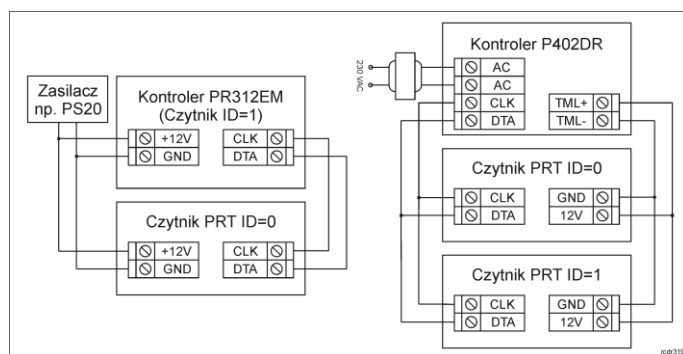 Zasilacz
np. PS20
Kontroler PR312EM
(Czytnik ID=1)
+12V
CLK
GND
DTA
Czytnik PRT ID=0
+12V
CLK
GND
DTA
230 VAC
Kontroler P402DR
AC
AC
CLK
TML+
DTA
TML-
Czytnik PRT ID=0
CLK
GND
DTA
12V
Czytnik PRT ID=1
CLK
GND
DTA
12V